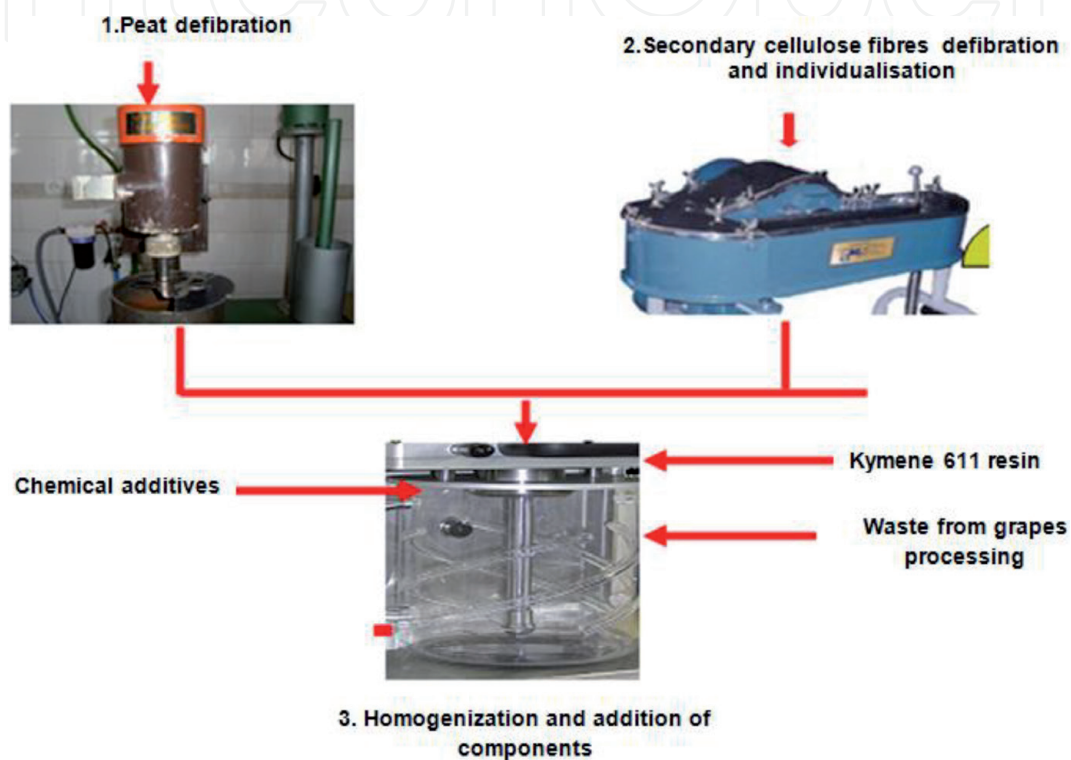 1.Peat defibration
2.Secondary cellulose fibres defibration
and individualisation
Chemical additives
Kymene 611 resin
Waste from grapes
processing
3. Homogenization and addition of
components